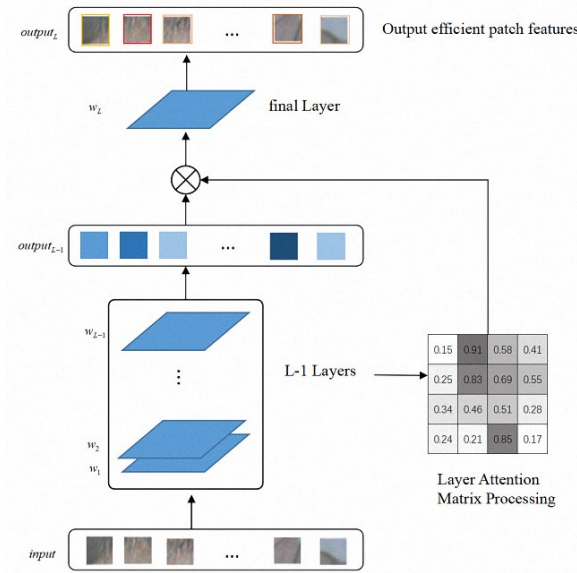 output_L
...
Output efficient patch features
w_L
final Layer
output_{L-1}
...
w_{L-1}
L-1 Layers
w_2
w_1
0.15 0.91 0.58 0.41
0.25 0.83 0.69 0.55
0.34 0.46 0.51 0.28
0.24 0.21 0.85 0.17
Layer Attention
Matrix Processing
input
...